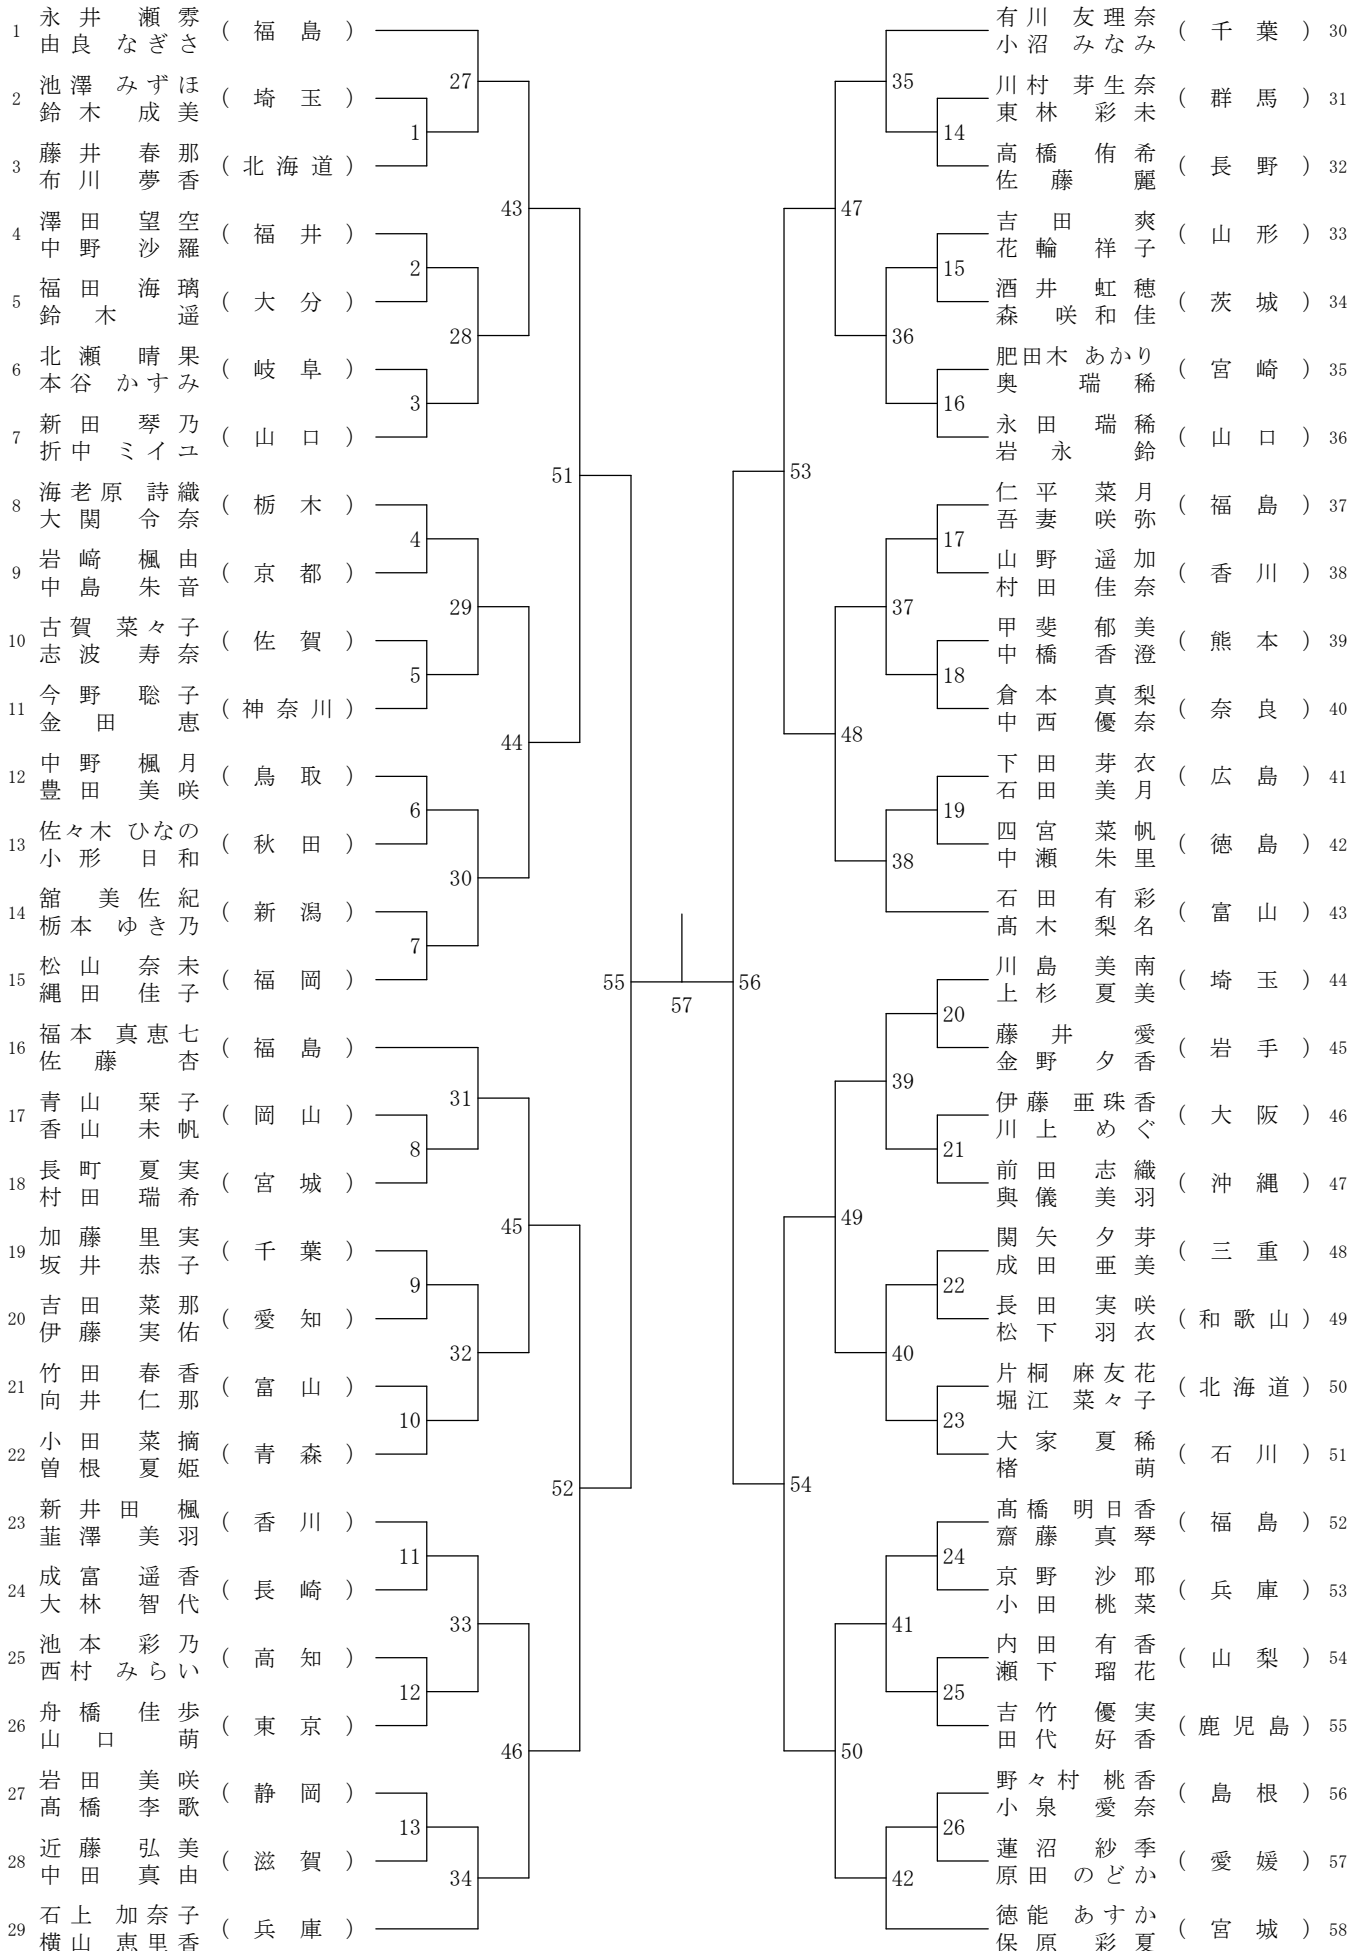 1 永井 瀬雰 (福島)
由良 なぎさ
2 池澤 みずほ (埼玉)
鈴木 成美
3 藤井 春那 (北海道)
布川 夢香
4 澤田 望空 (福井)
中野 沙羅
5 福田 海璃 (大分)
鈴木 遥
6 北瀬 晴果 (岐阜)
本谷 かすみ
7 新田 琴乃 (山口)
折中 ミイユ
8 海老原 詩織 (栃木)
大関 令奈
9 岩﨑 楓由 (京都)
中島 朱音
10 古賀 菜々子 (佐賀)
志波 寿奈
11 今野 聡子 (神奈川)
金田 恵
12 中野 楓月 (鳥取)
豊田 美咲
13 佐々木 ひなの (秋田)
小形 日和
14 舘 美佐紀 (新潟)
栃本 ゆき乃
15 松山 奈未 (福岡)
縄田 佳子
16 福本 真恵七 (福島)
佐藤 杏
17 青山 栞子 (岡山)
香山 未帆
18 長町 夏実 (宮城)
村田 瑞希
19 加藤 里実 (千葉)
坂井 恭子
20 吉田 菜那 (愛知)
伊藤 実佑
21 竹田 春香 (富山)
向井 仁那
22 小田 菜摘 (青森)
曽根 夏姫
23 新井田 楓 (香川)
韮澤 美羽
24 成富 遥香 (長崎)
大林 智代
25 池本 彩乃 (高知)
西村 みらい
26 舟橋 佳歩 (東京)
山口 萌
27 岩田 美咲 (静岡)
髙橋 李歌
28 近藤 弘美 (滋賀)
中田 真由
29 石上 加奈子 (兵庫)
横山 恵里香
27
1
43
2
28
3
51
4
29
5
44
6
30
7
55
31
8
45
9
32
10
52
11
33
12
46
13
34
57
56
35
14
47
15
36
16
53
17
37
18
48
19
38
20
39
21
49
22
40
23
54
24
41
25
50
26
42
有川 友理奈 (千葉) 30
小沼 みなみ
川村 芽生奈 (群馬) 31
東林 彩未
高橋 侑希 (長野) 32
佐藤 麗
吉田 爽 (山形) 33
花輪 祥子
酒井 虹穂 (茨城) 34
森 咲和佳
肥田木 あかり (宮崎) 35
奥 瑞稀
永田 瑞稀 (山口) 36
岩永 鈴
仁平 菜月 (福島) 37
吾妻 咲弥
山野 遥加 (香川) 38
村田 佳奈
甲斐 郁美 (熊本) 39
中橋 香澄
倉本 真梨 (奈良) 40
中西 優奈
下田 芽衣 (広島) 41
石田 美月
四宮 菜帆 (徳島) 42
中瀬 朱里
石田 有彩 (富山) 43
髙木 梨名
川島 美南 (埼玉) 44
上杉 夏美
藤井 愛 (岩手) 45
金野 夕香
伊藤 亜珠香 (大阪) 46
川上 めぐ
前田 志織 (沖縄) 47
與儀 美羽
関矢 夕芽 (三重) 48
成田 亜美
長田 実咲 (和歌山) 49
松下 羽衣
片桐 麻友花 (北海道) 50
堀江 菜々子
大家 夏稀 (石川) 51
楮 萌
髙橋 明日香 (福島) 52
齋藤 真琴
京野 沙耶 (兵庫) 53
小田 桃菜
内田 有香 (山梨) 54
瀬下 瑠花
吉竹 優実 (鹿児島) 55
田代 好香
野々村 桃香 (島根) 56
小泉 愛奈
蓮沼 紗季 (愛媛) 57
原田 のどか
徳能 あすか (宮城) 58
保原 彩夏